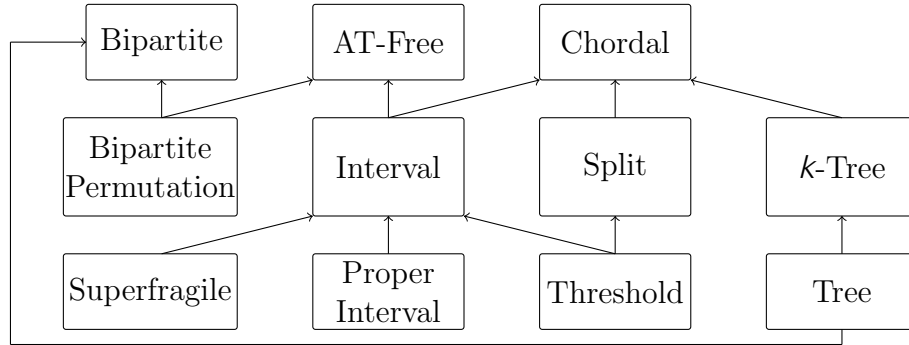 Bipartite
AT-Free
Chordal
Bipartite
Permutation
Interval
Split
k-Tree
Superfragile
Proper
Interval
Threshold
Tree